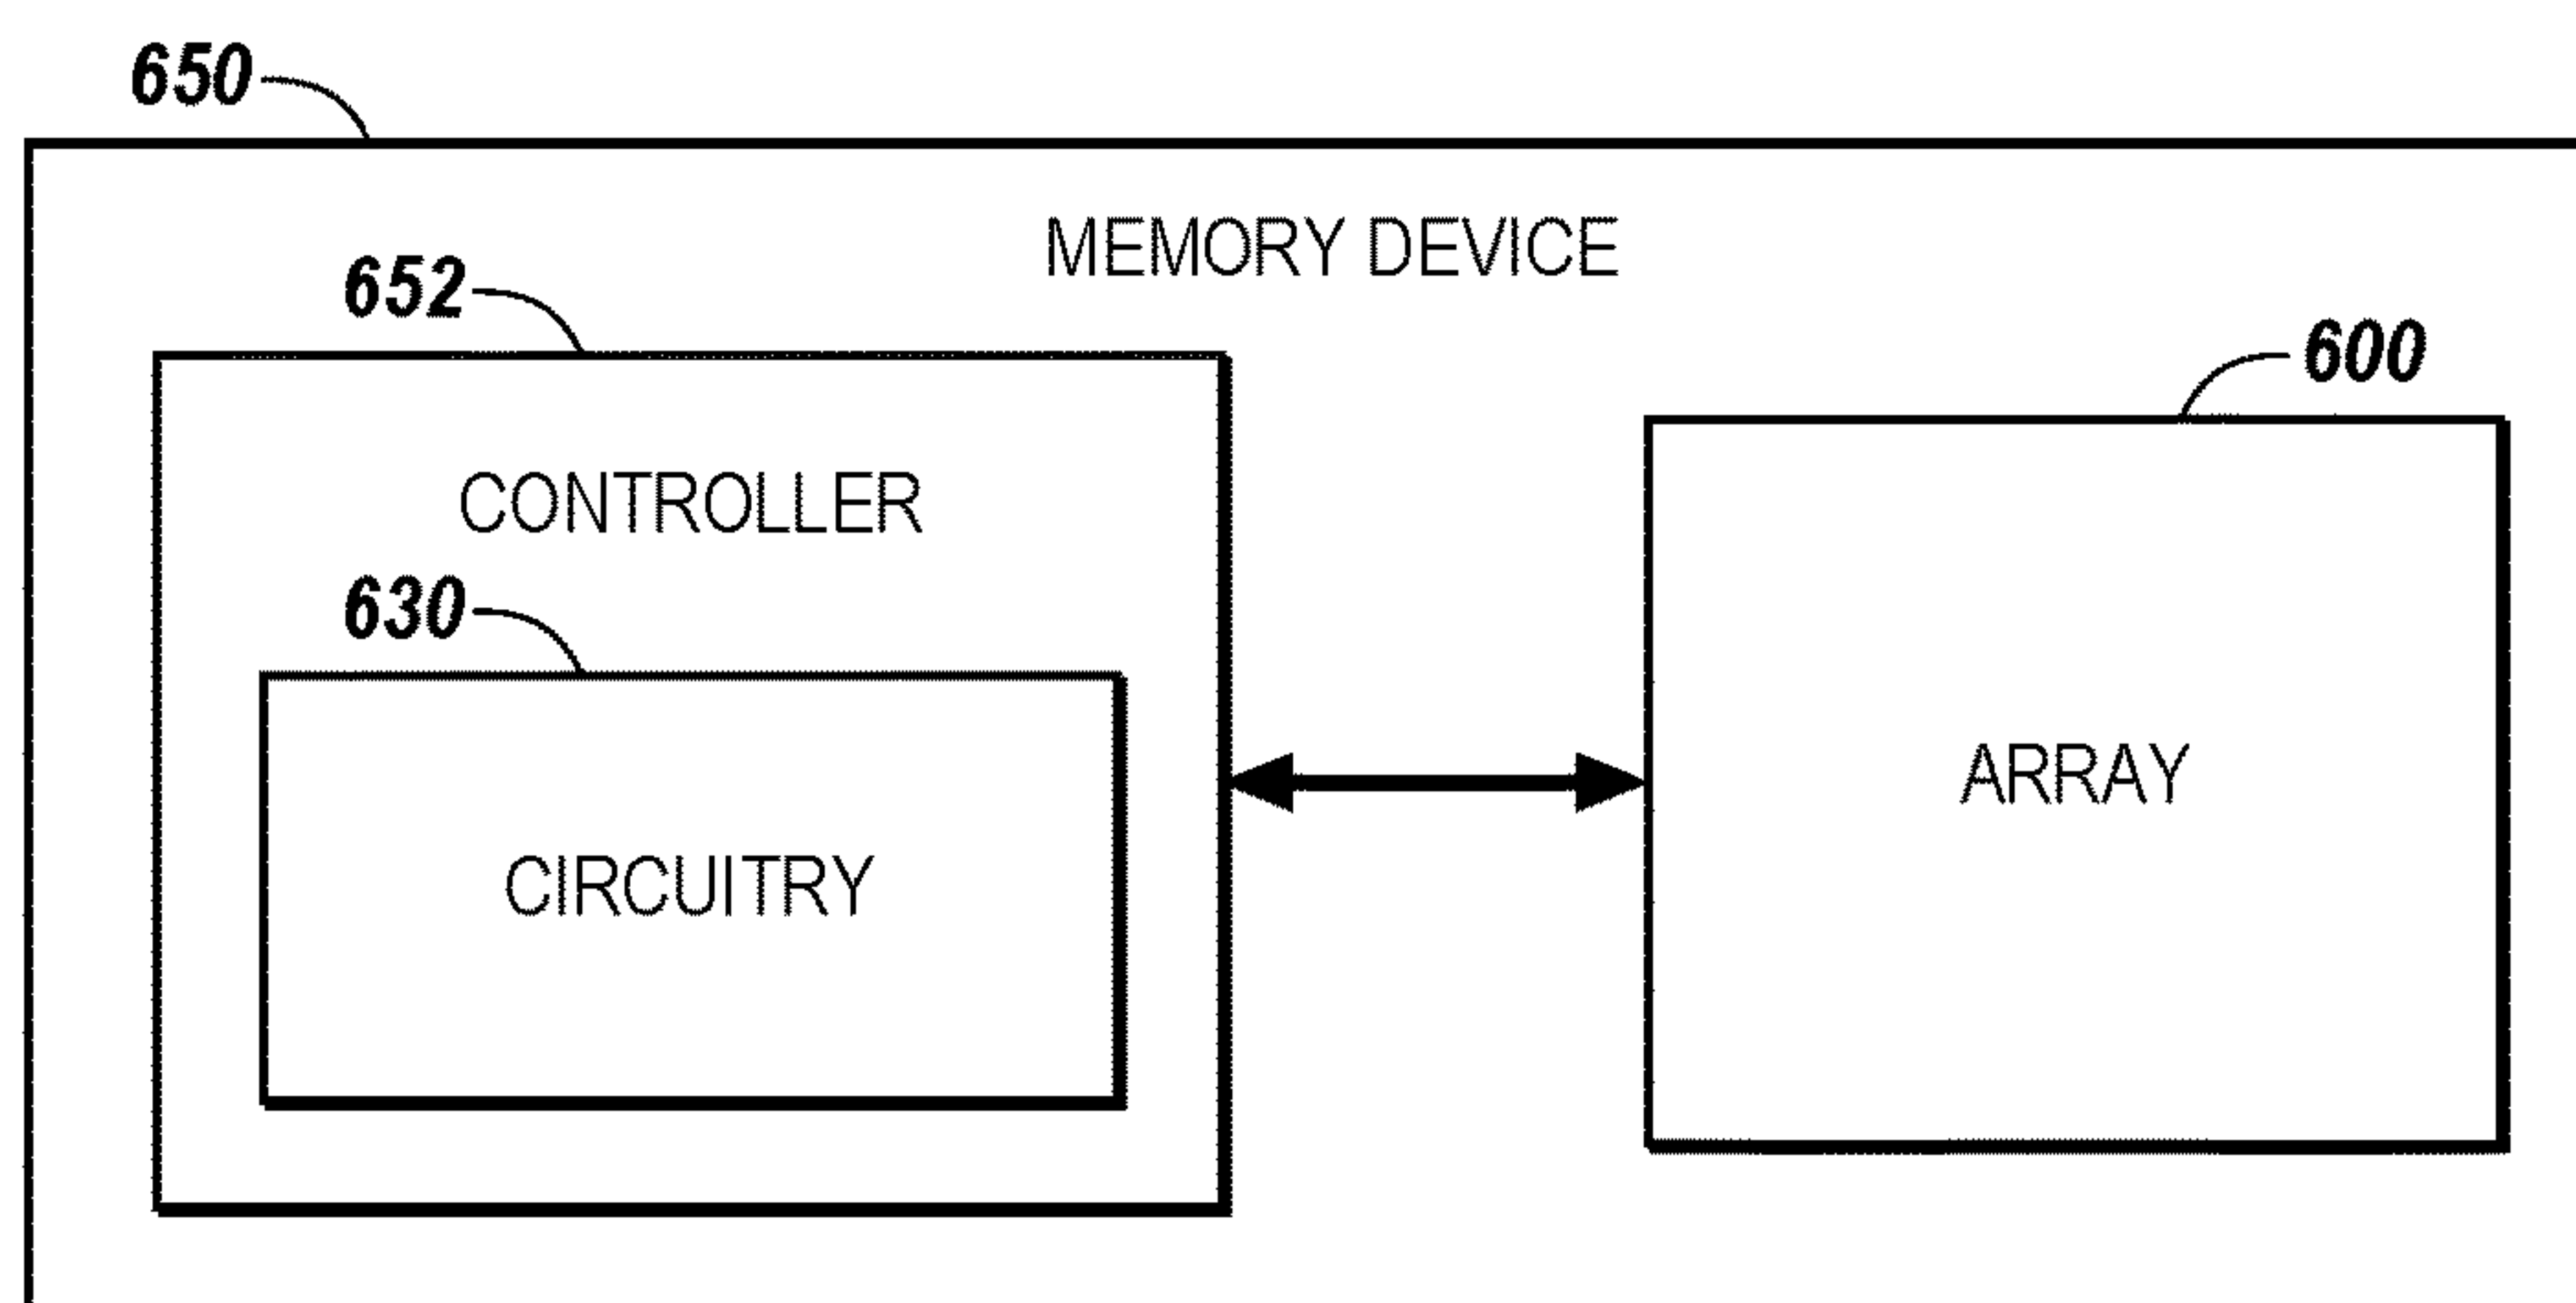 650
MEMORY DEVICE
652
600
CONTROLLER
630
ARRAY
CIRCUITRY